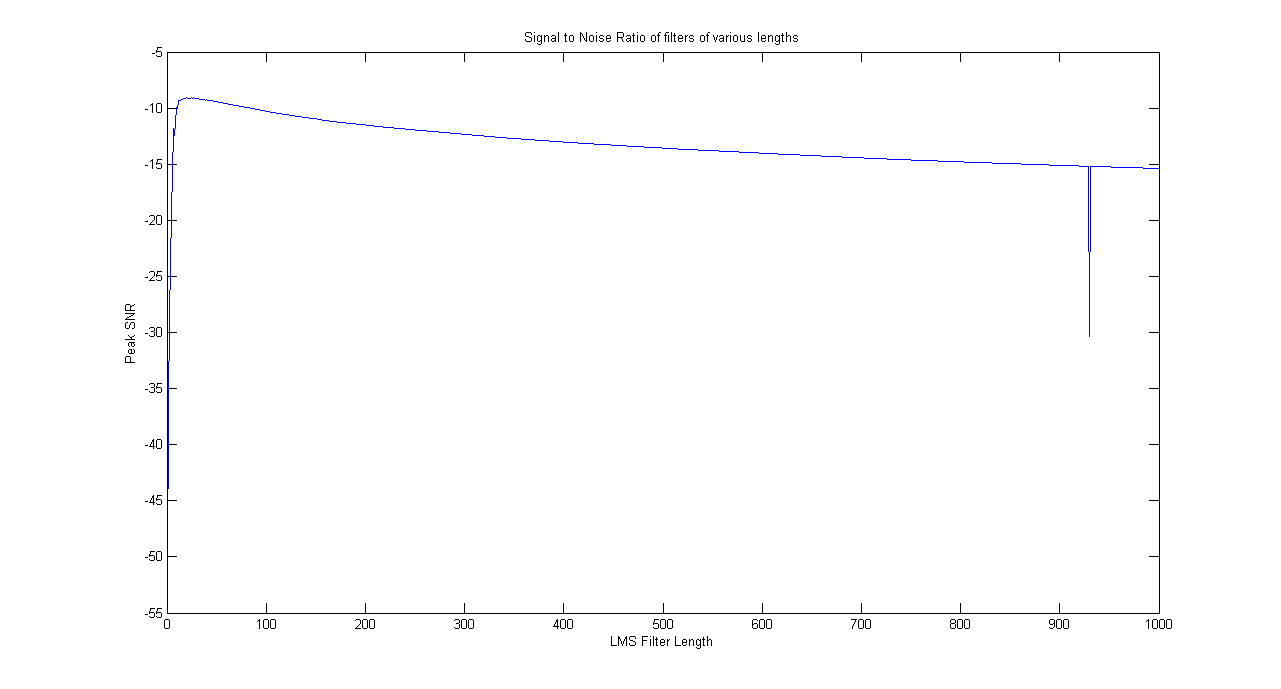 Signal to Noise Ratio of filters of various lengths
-5
-10
-15
-20
-25
-30
-35
-40
-45
-50
-55
Peak SNR
0 100 200 300 400 500 600 700 800 900 1000
LMS Filter Length